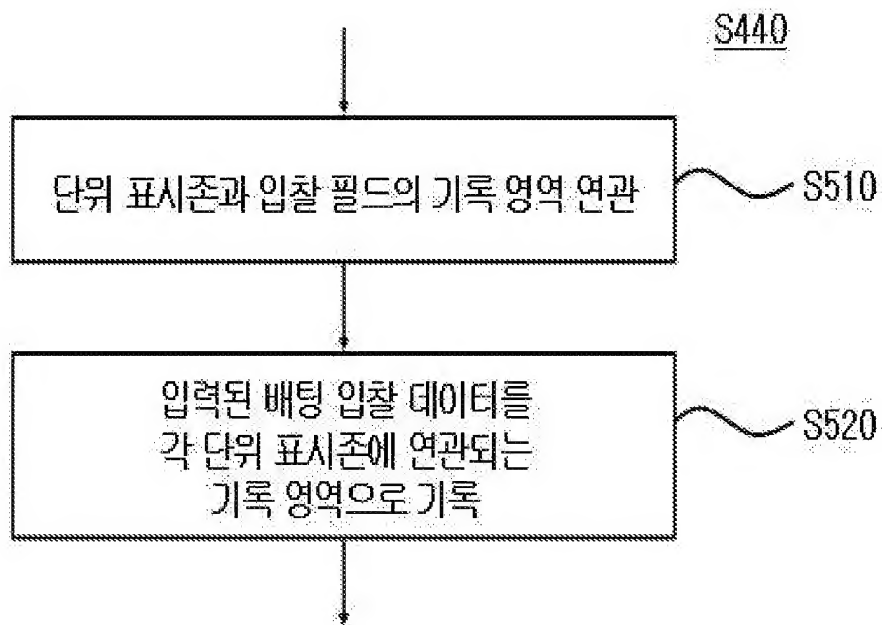 S440
단위 표시존과 입찰 필드의 기록 영역 연관
S510
입력된 배팅 입찰 데이터를
각 단위 표시존에 연관되는
기록 영역으로 기록
S520